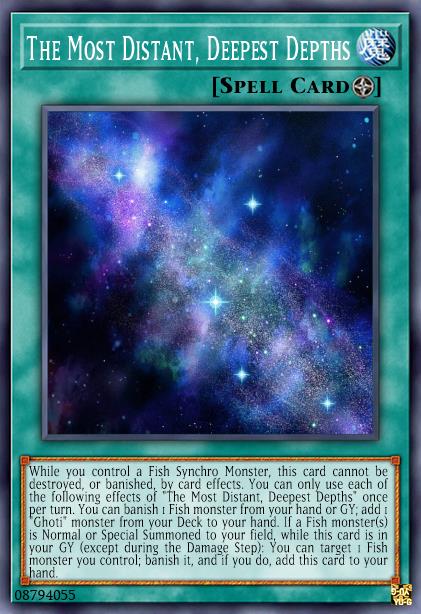 The Most Distant, Deepest Depths
魔
[Spell Card]
While you control a Fish Synchro Monster, this card cannot be
destroyed, or banished, by card effects. You can only use each of
the following effects of "The Most Distant, Deepest Depths" once
per turn. You can banish 1 Fish monster from your hand or GY; add 1
"Ghoti" monster from your Deck to your hand. If a Fish monster(s)
is Normal or Special Summoned to your field, while this card is in
your GY (except during the Damage Step): You can target 1 Fish
monster you control; banish it, and if you do, add this card to your
hand.
08794055